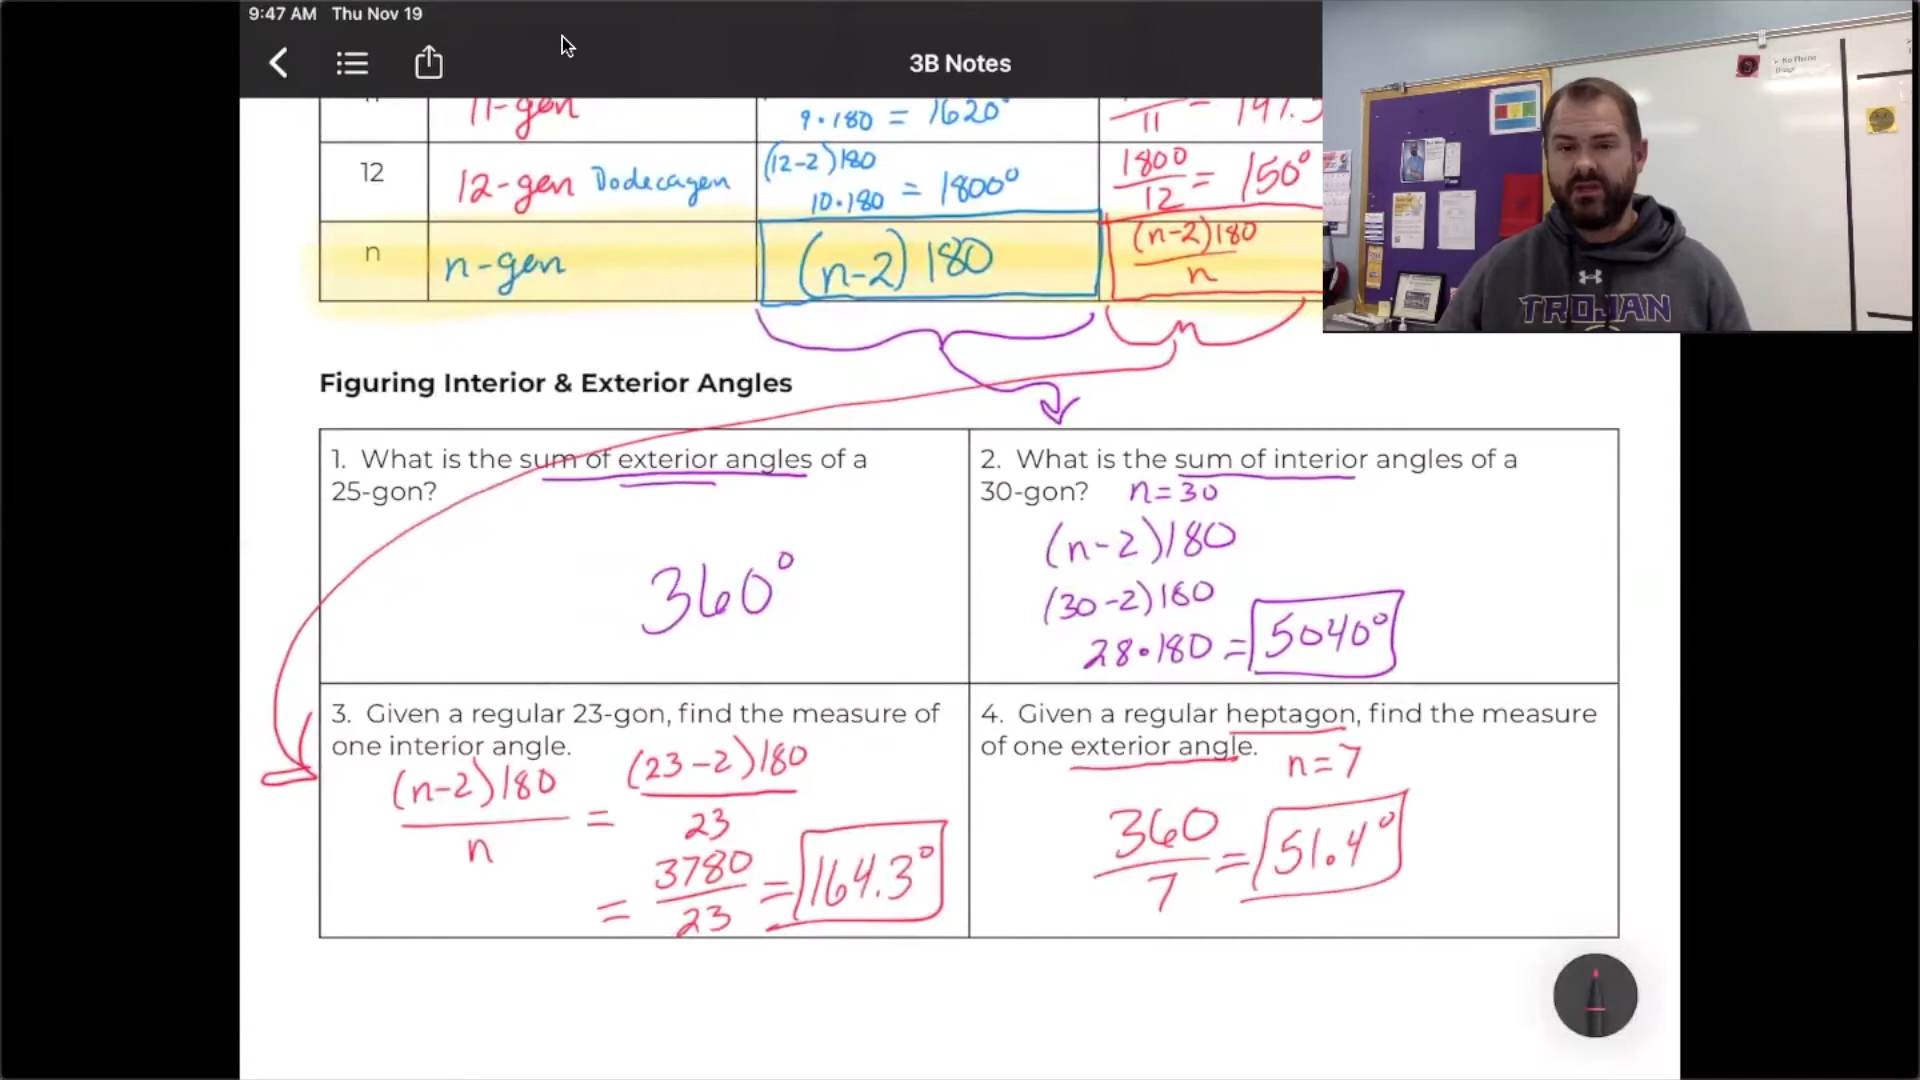 9:47 AM Thu Nov 19
3B Notes
11-gon
9·180 = 1620°
11
12
12-gon Dodecagon
(12-2)180
10·180 = 1800°
1800
12
= 150°
n
n-gon
(n-2) 180
(n-2)180
n
Figuring Interior & Exterior Angles
1. What is the sum of exterior angles of a
25-gon?
360°
2. What is the sum of interior angles of a
30-gon? n=30
(n-2)180
(30-2)180
28·180 = 5040°
3. Given a regular 23-gon, find the measure of
one interior angle.
(n-2)180
n
= (23-2)180
23
= 3780
23
= 164.3°
4. Given a regular heptagon, find the measure
of one exterior angle.
n=7
360
7
= 51.4°
TROJAN